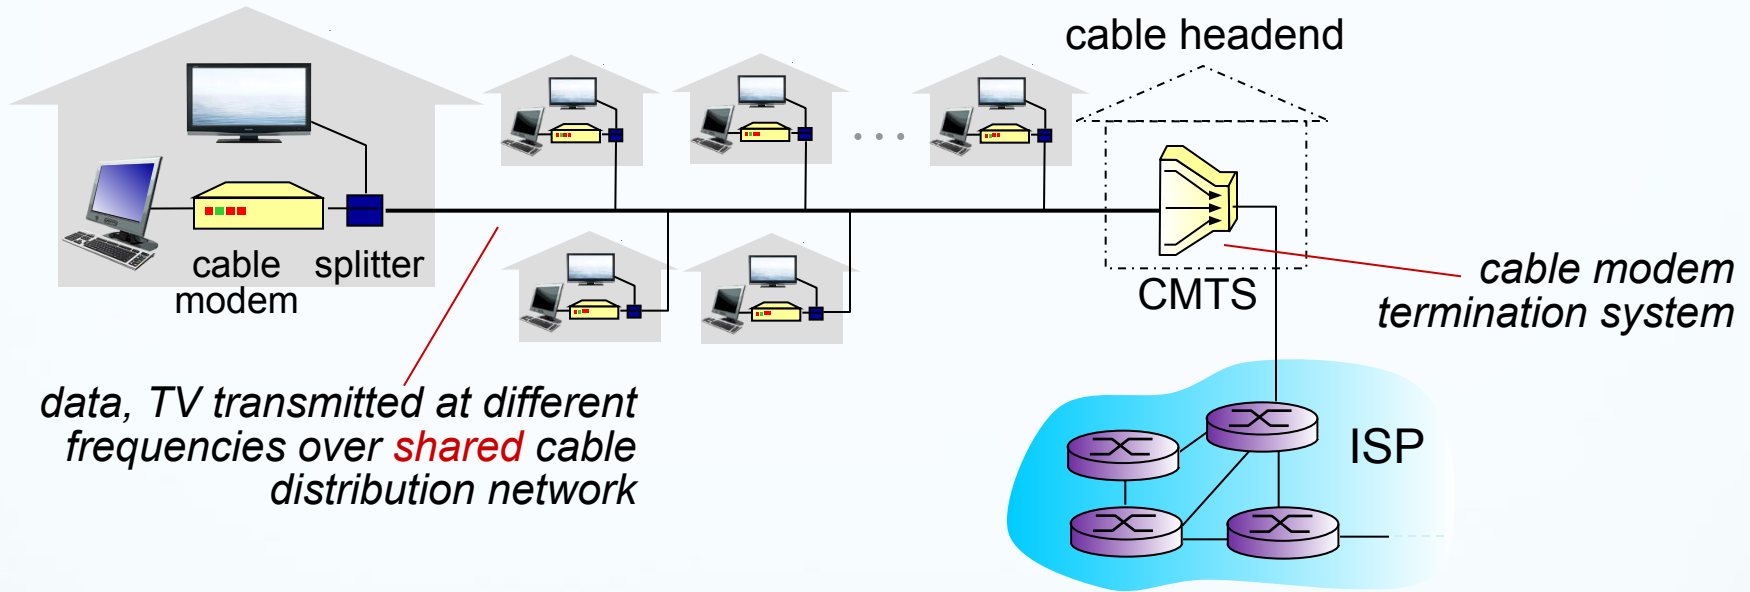 cable headend
cable
modem
splitter
CMTS
cable modem
termination system
data, TV transmitted at different
frequencies over shared cable
distribution network
ISP